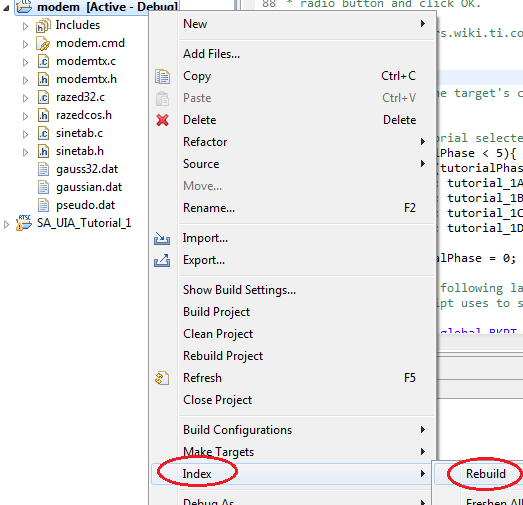 modem [Active - Debug]
Includes
modem.cmd
modemtx.c
modemtx.h
razed32.c
razedcos.h
sinetab.c
sinetab.h
gauss32.dat
gaussian.dat
pseudo.dat
SA_UIA_Tutorial_1
New
Add Files...
Copy Ctrl+C
Paste Ctrl+V
Delete Delete
Refactor
Source
Move...
Rename... F2
Import...
Export...
Show Build Settings...
Build Project
Clean Project
Rebuild Project
Refresh F5
Close Project
Build Configurations
Make Targets
Index
Debug As
Rebuild
Freshen All
88 * radio button and click OK.
rs.wiki.ti.co
he target's c
orial selecte
lPhase < 5){
(tutorialPha
: tutorial_1A
: tutorial_1B
: tutorial_1C
: tutorial_1D
alPhase = 0;
following la
ipt uses to s
global BKPT